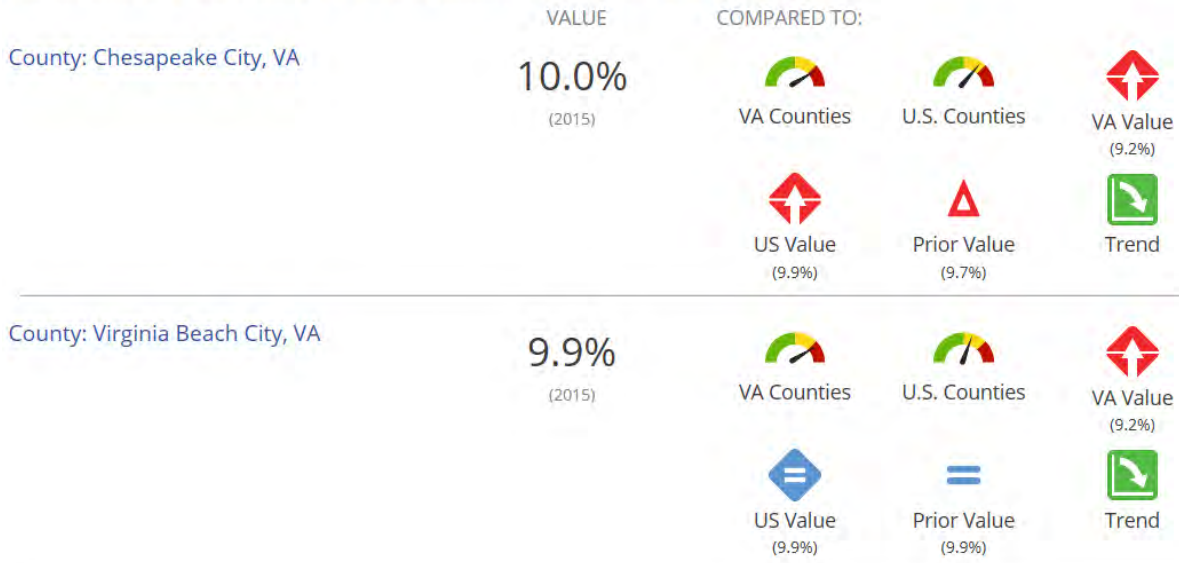 VALUE COMPARED TO:
County: Chesapeake City, VA
10.0%
(2015)
VA Counties U.S. Counties VA Value
(9.2%)
US Value Prior Value Trend
(9.9%) (9.7%)
County: Virginia Beach City, VA
9.9%
(2015)
VA Counties U.S. Counties VA Value
(9.2%)
US Value Prior Value Trend
(9.9%) (9.9%)